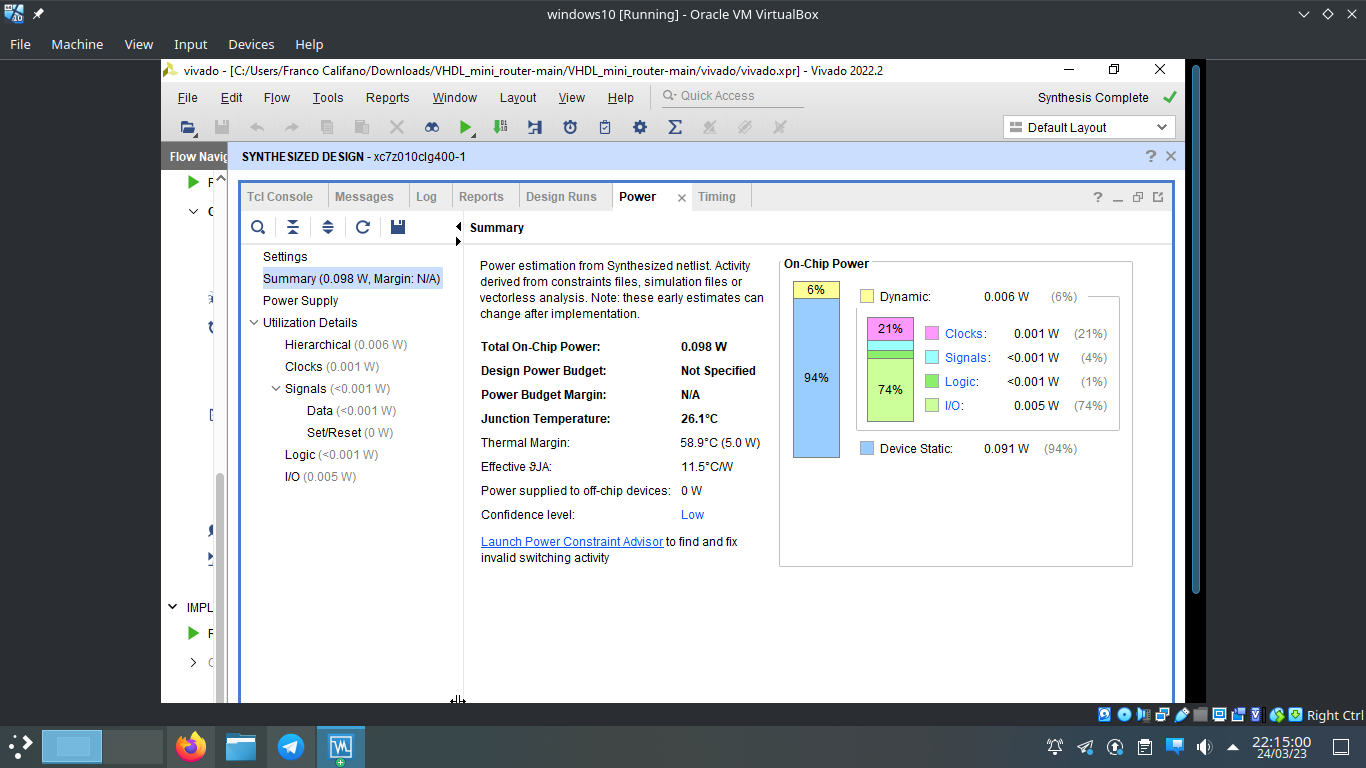 windows10 [Running] - Oracle VM VirtualBox
File Machine View Input Devices Help
vivado - [C:/Users/Franco Califano/Downloads/VHDL_mini_router-main/VHDL_mini_router-main/vivado/vivado.xpr] - Vivado 2022.2
File Edit Flow Tools Reports Window Layout View Help Quick Access Synthesis Complete
Default Layout
Flow Navig
SYNTHESIZED DESIGN - xc7z010clg400-1
Tcl Console Messages Log Reports Design Runs Power Timing
Summary
Settings
Summary (0.098 W, Margin: N/A)
Power Supply
Utilization Details
Hierarchical (0.006 W)
Clocks (0.001 W)
Signals (<0.001 W)
Data (<0.001 W)
Set/Reset (0 W)
Logic (<0.001 W)
I/O (0.005 W)
IMPL
Power estimation from Synthesized netlist. Activity
derived from constraints files, simulation files or
vectorless analysis. Note: these early estimates can
change after implementation.
Total On-Chip Power: 0.098 W
Design Power Budget: Not Specified
Power Budget Margin: N/A
Junction Temperature: 26.1°C
Thermal Margin: 58.9°C (5.0 W)
Effective ϑJA: 11.5°C/W
Power supplied to off-chip devices: 0 W
Confidence level: Low
Launch Power Constraint Advisor to find and fix
invalid switching activity
On-Chip Power
6%
94%
Dynamic: 0.006 W (6%)
21%
74%
Clocks: 0.001 W (21%)
Signals: <0.001 W (4%)
Logic: <0.001 W (1%)
I/O: 0.005 W (74%)
Device Static: 0.091 W (94%)
Right Ctrl
22:15:00
24/03/23